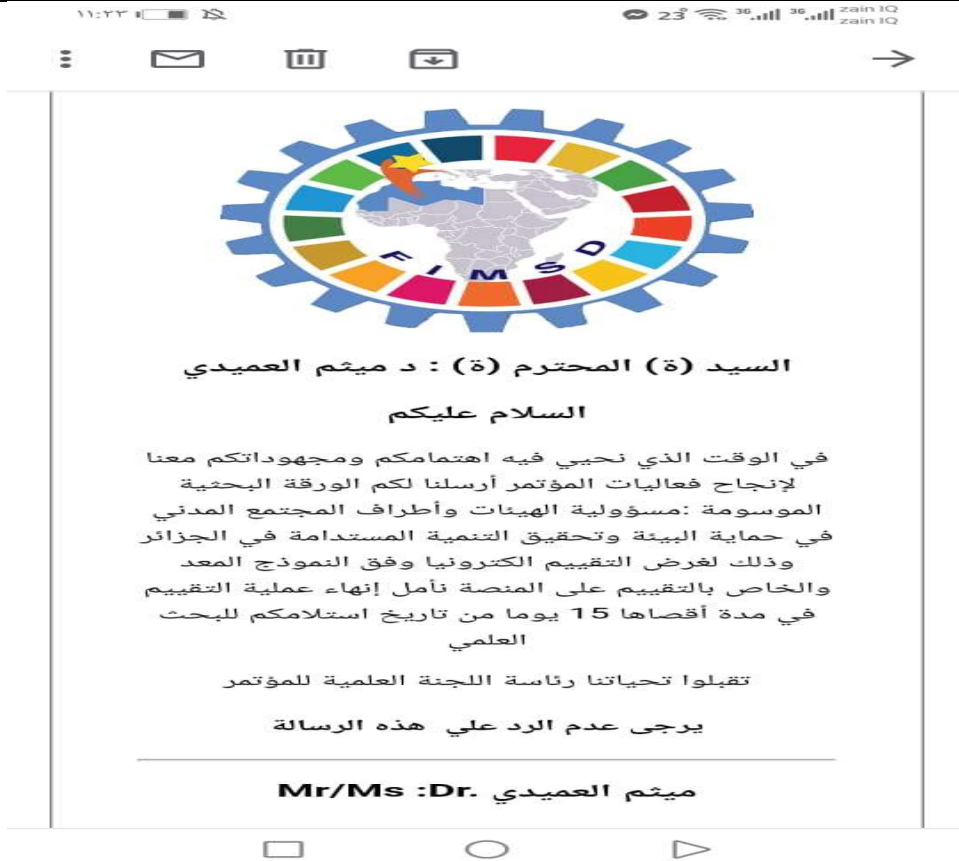 ١١:٢٢
23°
3G
3G
zain IQ
zain IQ
FIMSD
السيد (ة) المحترم (ة) : د ميثم العميدي
السلام عليكم
في الوقت الذي نحيي فيه اهتمامكم ومجهوداتكم معنا
لإنجاح فعاليات المؤتمر أرسلنا لكم الورقة البحثية
الموسومة :مسؤولية الهيئات وأطراف المجتمع المدني
في حماية البيئة وتحقيق التنمية المستدامة في الجزائر
وذلك لغرض التقييم الكترونيا وفق النموذج المعد
والخاص بالتقييم على المنصة نأمل إنهاء عملية التقييم
في مدة أقصاها 15 يوما من تاريخ استلامكم للبحث
العلمي
تقبلوا تحياتنا رئاسة اللجنة العلمية للمؤتمر
يرجى عدم الرد علي هذه الرسالة
Mr/Ms :Dr. ميثم العميدي